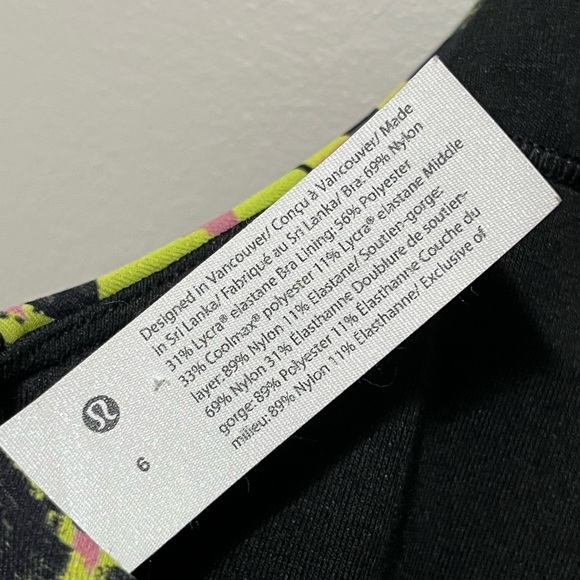 Designed in Vancouver/ Conçu à Vancouver/ Made
in Sri Lanka/ Fabriqué au Sri Lanka/ Bra: 69% Nylon
31% Lycra® elastane Bra Lining: 56% Polyester
33% Coolmax® polyester 11% Lycra® elastane Middle
layer: 89% Nylon 11% Elastane/ Soutien-gorge:
69% Nylon 31% Elasthanne Doublure de soutien-
gorge: 89% Polyester 11% Élasthanne Couche du
milieu: 89% Nylon 11% Elasthanne/ Exclusive of
6